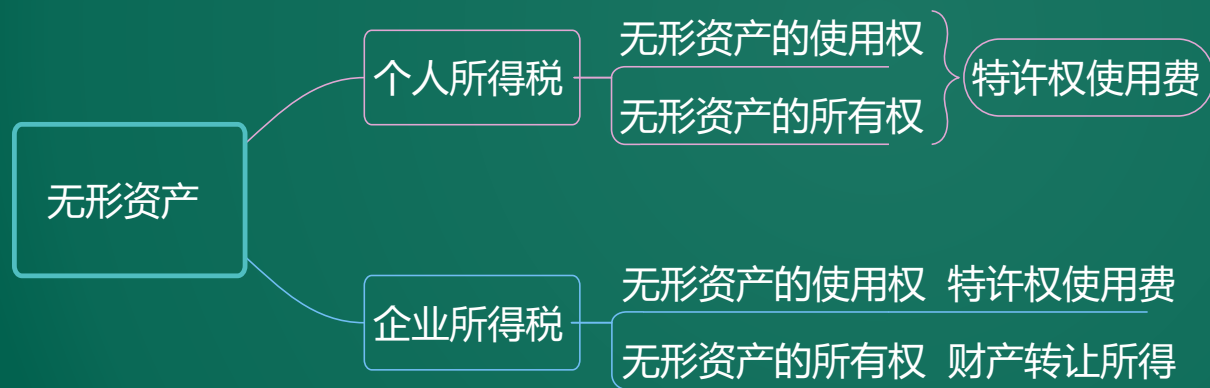 无形资产
个人所得税
无形资产的使用权
无形资产的所有权
特许权使用费
企业所得税
无形资产的使用权 特许权使用费
无形资产的所有权 财产转让所得